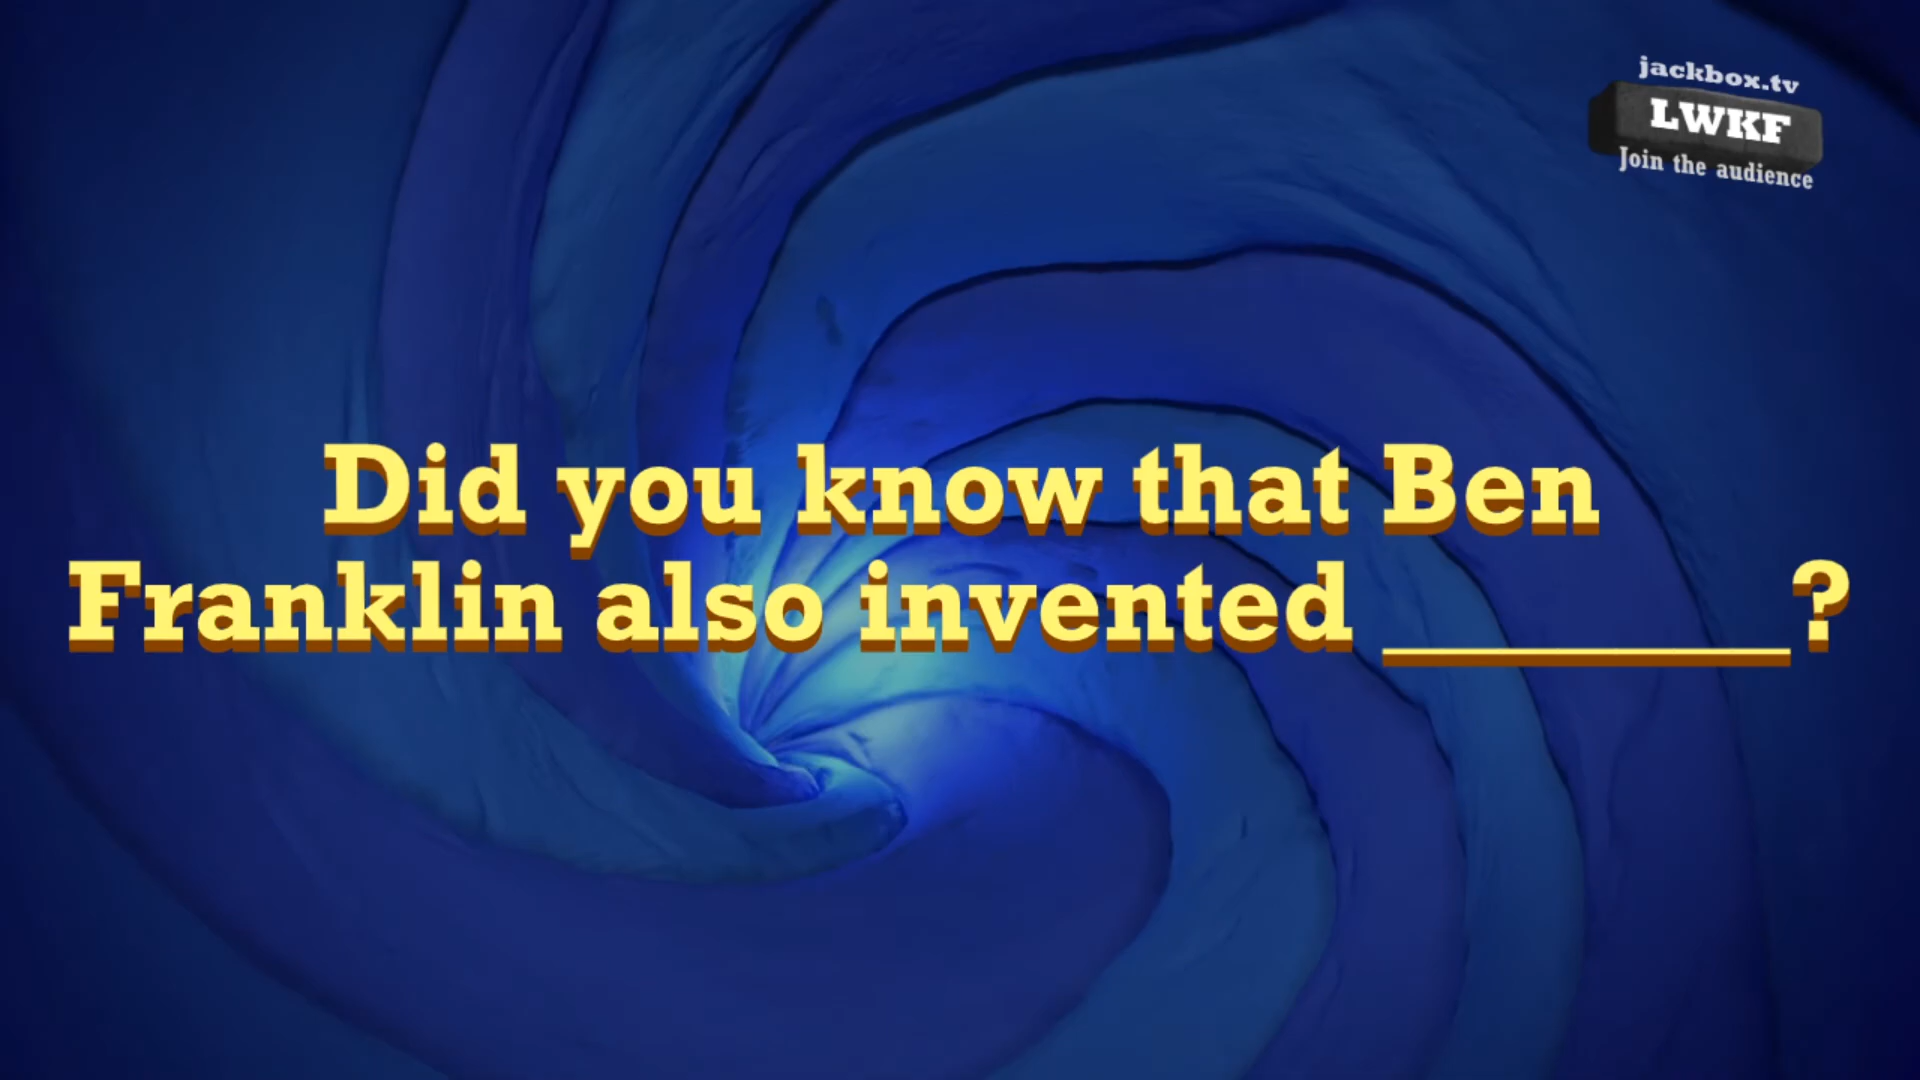 jackbox.tv
LWKF
Join the audience
Did you know that Ben
Franklin also invented ________?